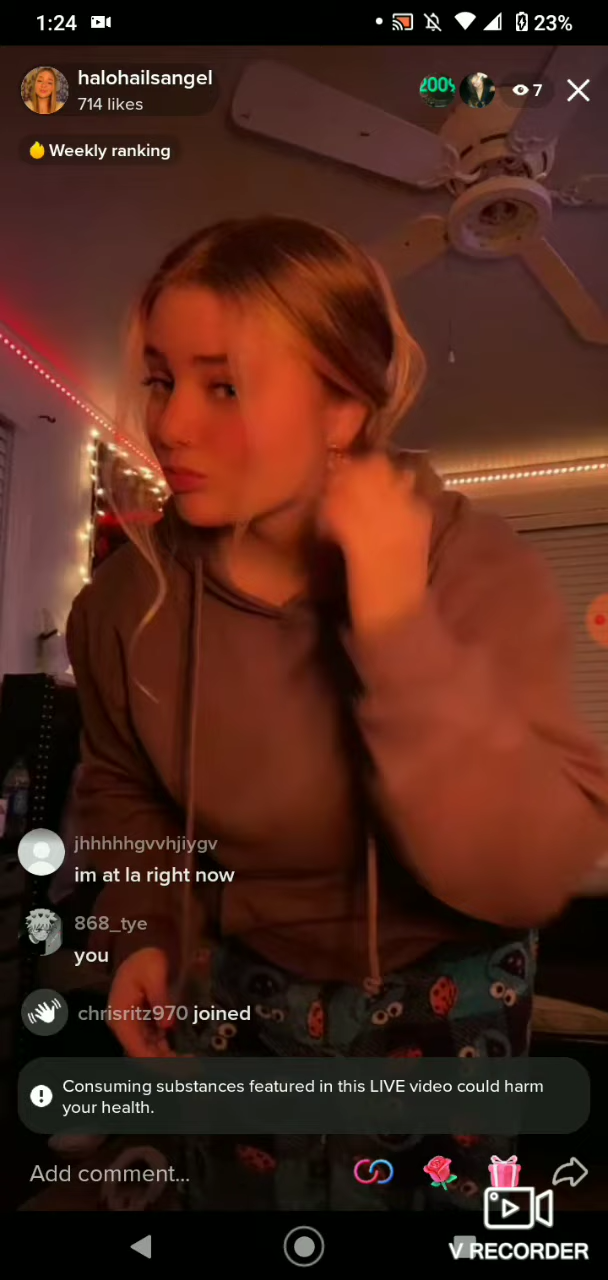 1:24
23%
halohailsangel
714 likes
7
Weekly ranking
jhhhhhgvvhjiygv
im at la right now
868_tye
you
chrisritz970 joined
Consuming substances featured in this LIVE video could harm
your health.
Add comment...
V RECORDER